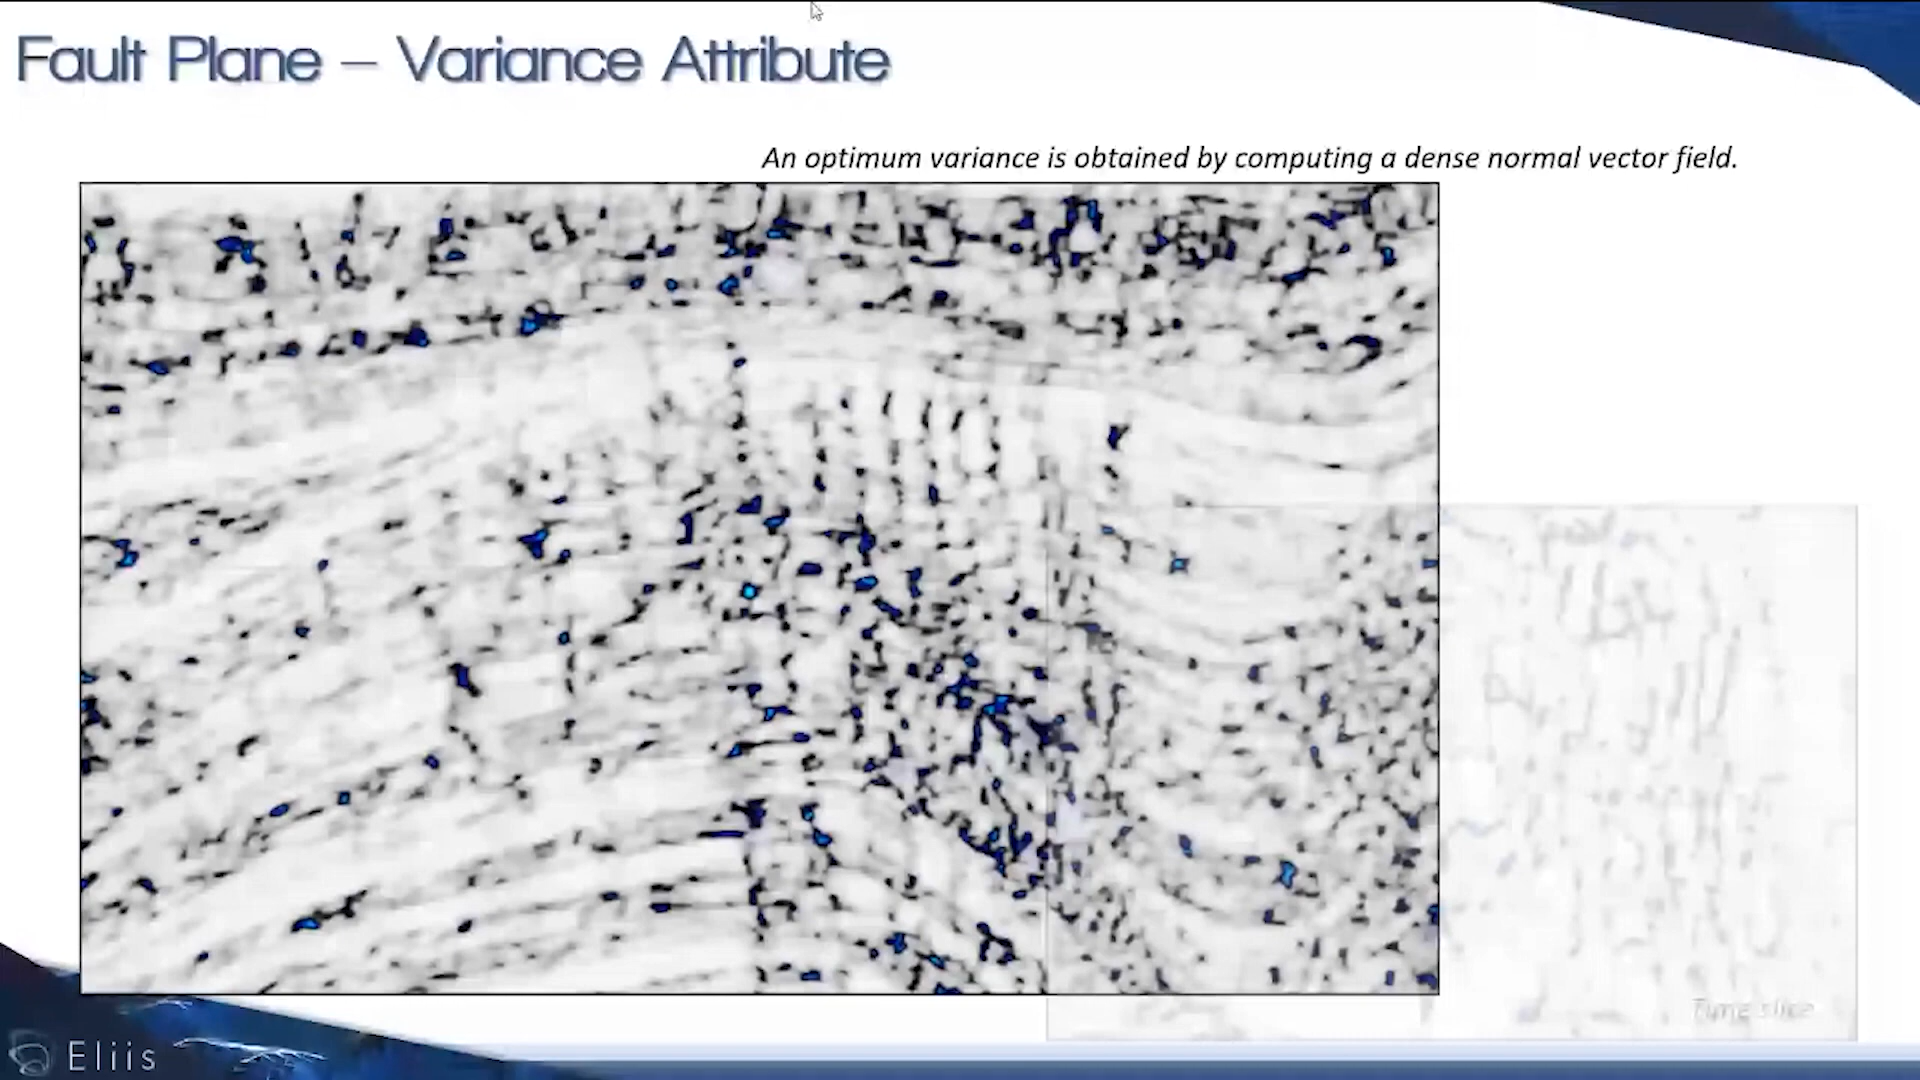 Fault Plane – Variance Attribute
An optimum variance is obtained by computing a dense normal vector field.
Time slice
Eliis